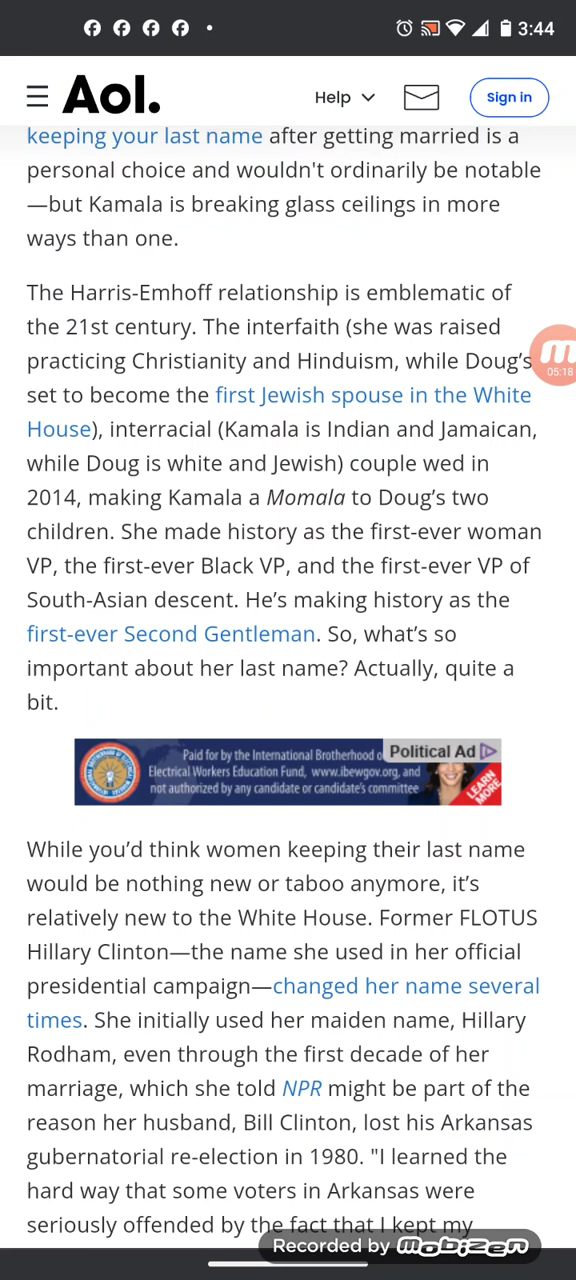 3:44
Aol.
Help
Sign in
keeping your last name after getting married is a
personal choice and wouldn't ordinarily be notable
—but Kamala is breaking glass ceilings in more
ways than one.
The Harris-Emhoff relationship is emblematic of
the 21st century. The interfaith (she was raised
practicing Christianity and Hinduism, while Doug’s
05:18
set to become the first Jewish spouse in the White
House), interracial (Kamala is Indian and Jamaican,
while Doug is white and Jewish) couple wed in
2014, making Kamala a Momala to Doug’s two
children. She made history as the first-ever woman
VP, the first-ever Black VP, and the first-ever VP of
South-Asian descent. He’s making history as the
first-ever Second Gentleman. So, what’s so
important about her last name? Actually, quite a
bit.
Political Ad
Paid for by the International Brotherhood o
Electrical Workers Education Fund, www.ibewgov.org, and
not authorized by any candidate or candidate's committee
LEARN
MORE
While you’d think women keeping their last name
would be nothing new or taboo anymore, it’s
relatively new to the White House. Former FLOTUS
Hillary Clinton—the name she used in her official
presidential campaign—changed her name several
times. She initially used her maiden name, Hillary
Rodham, even through the first decade of her
marriage, which she told NPR might be part of the
reason her husband, Bill Clinton, lost his Arkansas
gubernatorial re-election in 1980. "I learned the
hard way that some voters in Arkansas were
seriously offended by the fact that I kept my
Recorded by mobizen